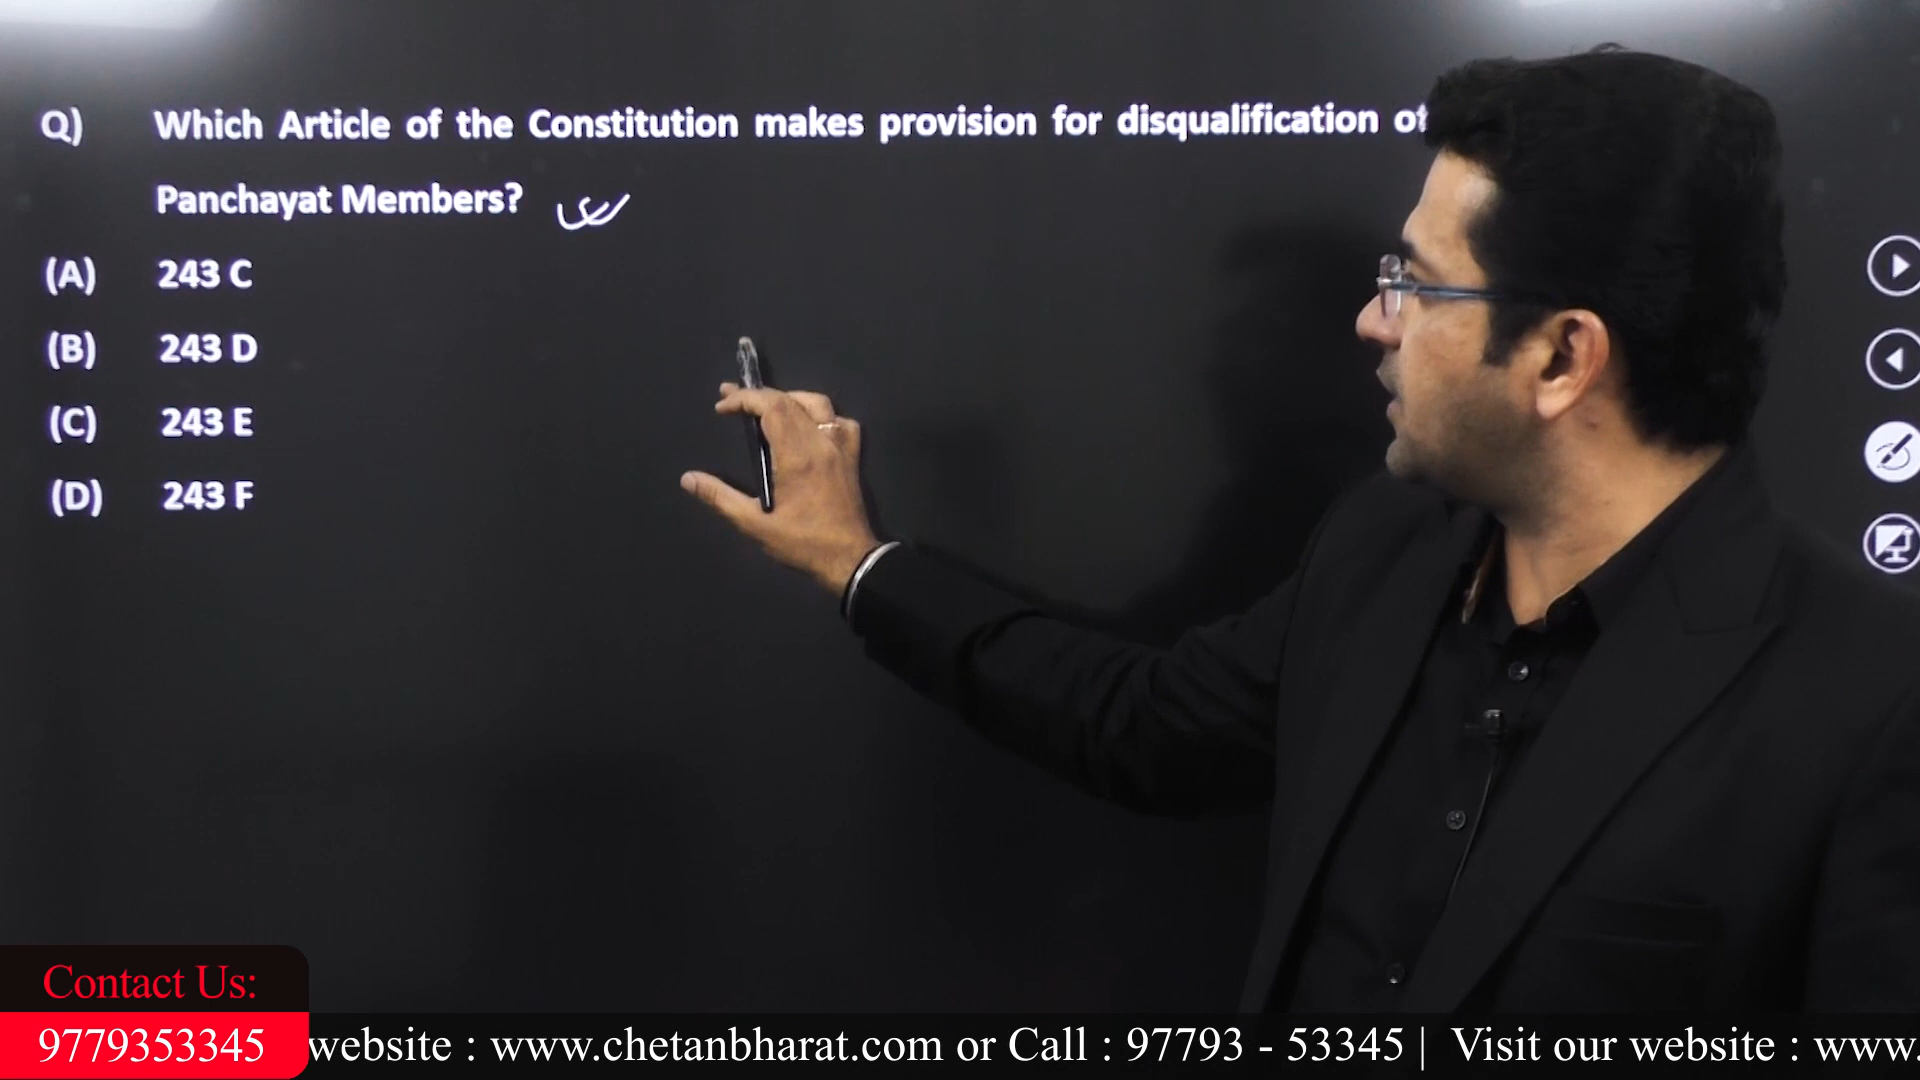 Q) Which Article of the Constitution makes provision for disqualification of
Panchayat Members?
(A) 243 C
(B) 243 D
(C) 243 E
(D) 243 F
Contact Us:
9779353345
website : www.chetanbharat.com or Call : 97793 - 53345 | Visit our website : www.